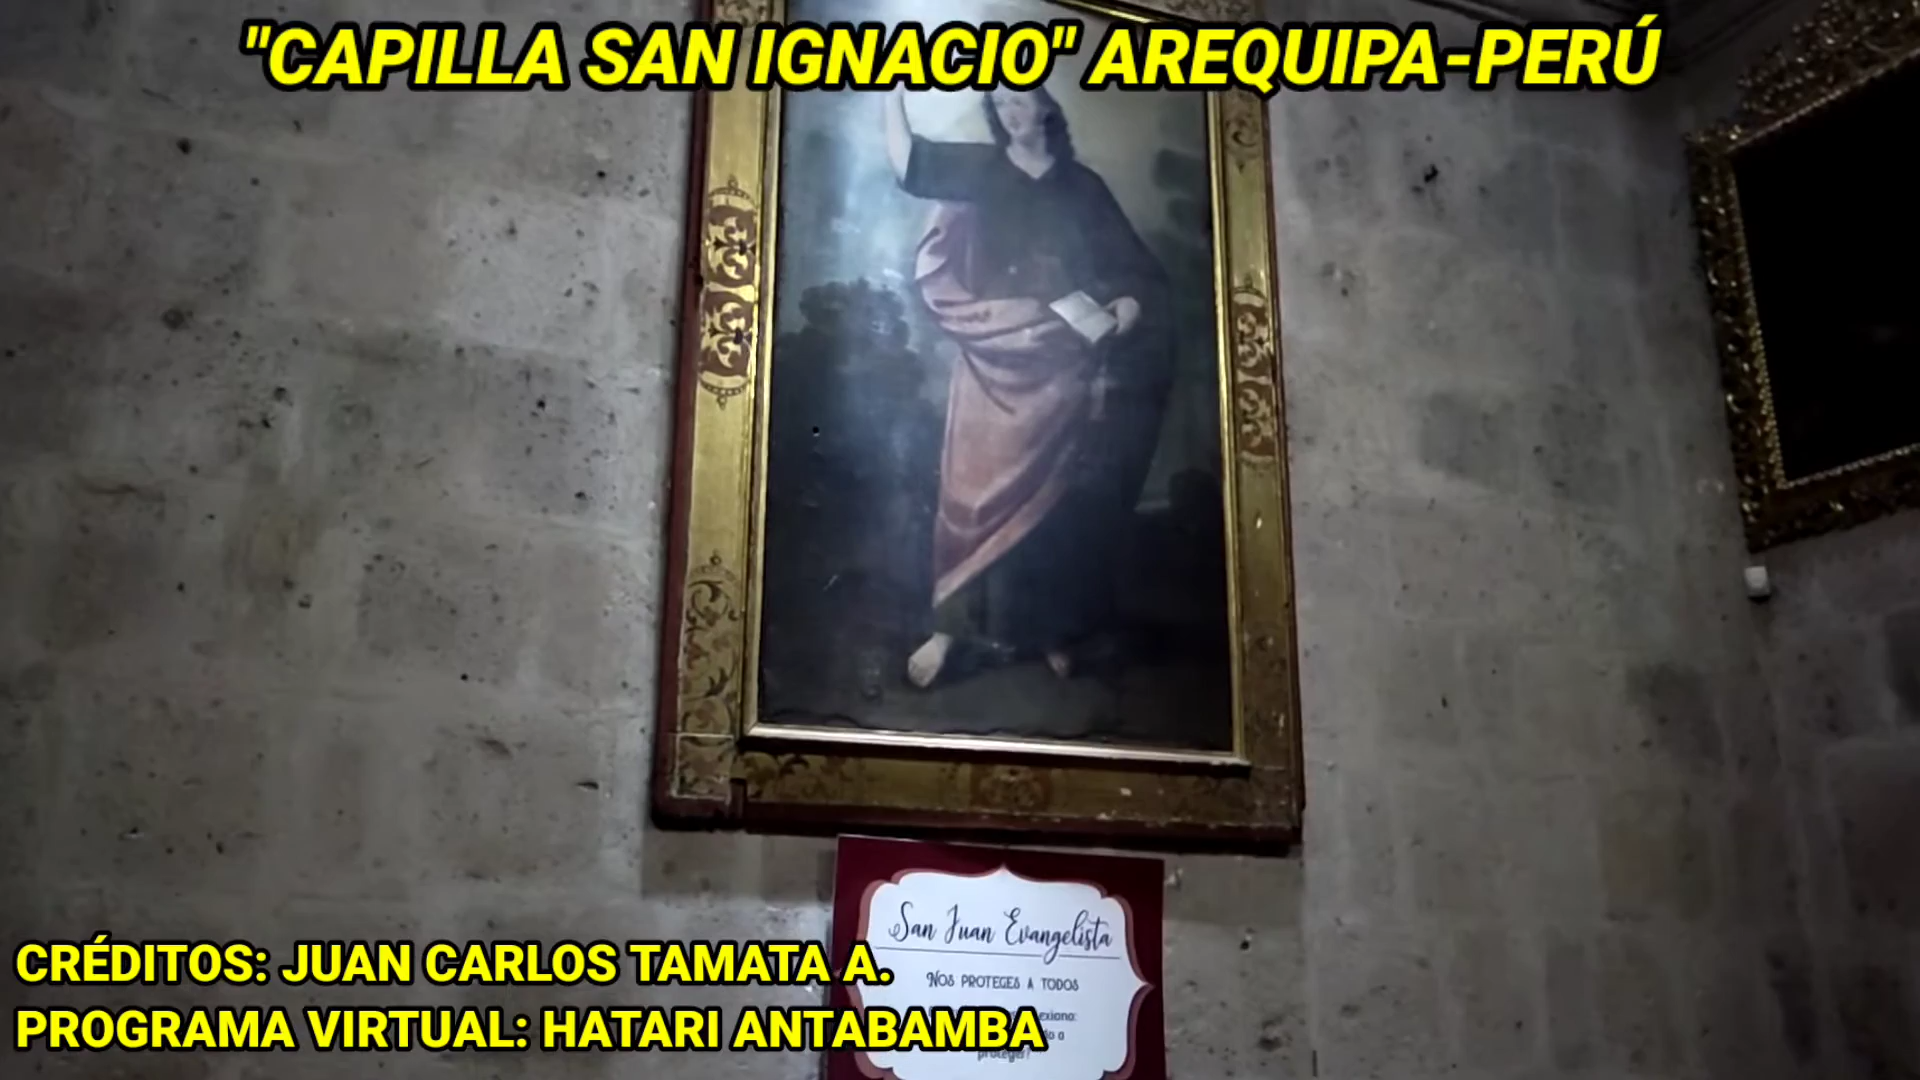 "CAPILLA SAN IGNACIO" AREQUIPA-PERÚ
San Juan Evangelista
NOS PROTEGES A TODOS
proteger?
CRÉDITOS: JUAN CARLOS TAMATA A.
PROGRAMA VIRTUAL: HATARI ANTABAMBA